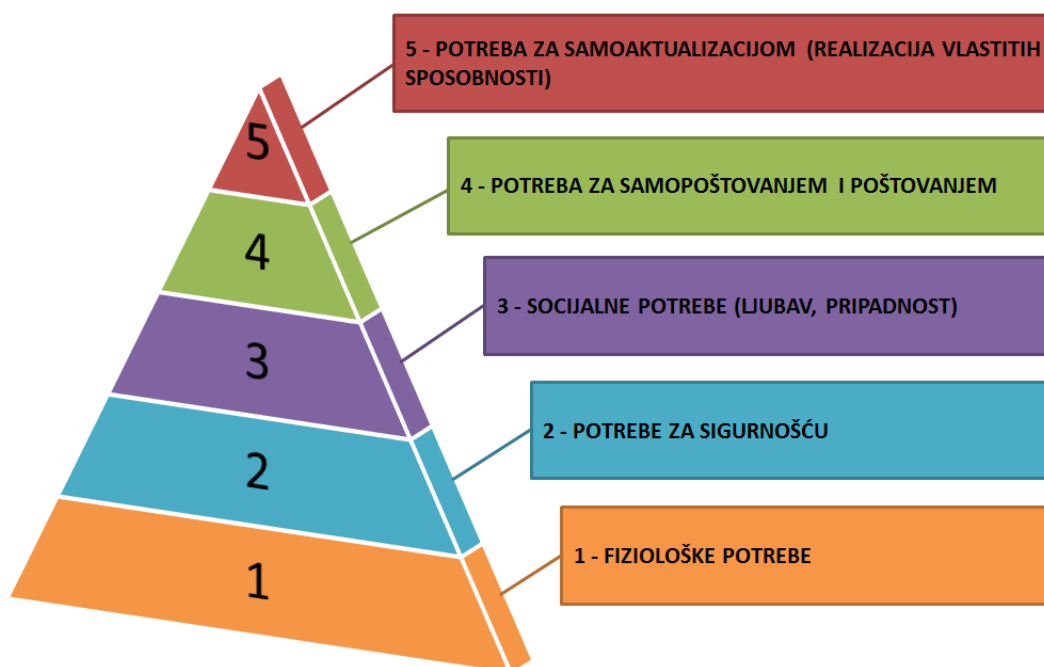 5 - POTREBA ZA SAMOAKTUALIZACIJOM (REALIZACIJA VLASTITIH
SPOSOBNOSTI)
5
4 - POTREBA ZA SAMOPOŠTOVANJEM I POŠTOVANJEM
4
3 - SOCIJALNE POTREBE (LJUBAV, PRIPADNOST)
3
2 - POTREBE ZA SIGURNOŠĆU
2
1 - FIZIOLOŠKE POTREBE
1